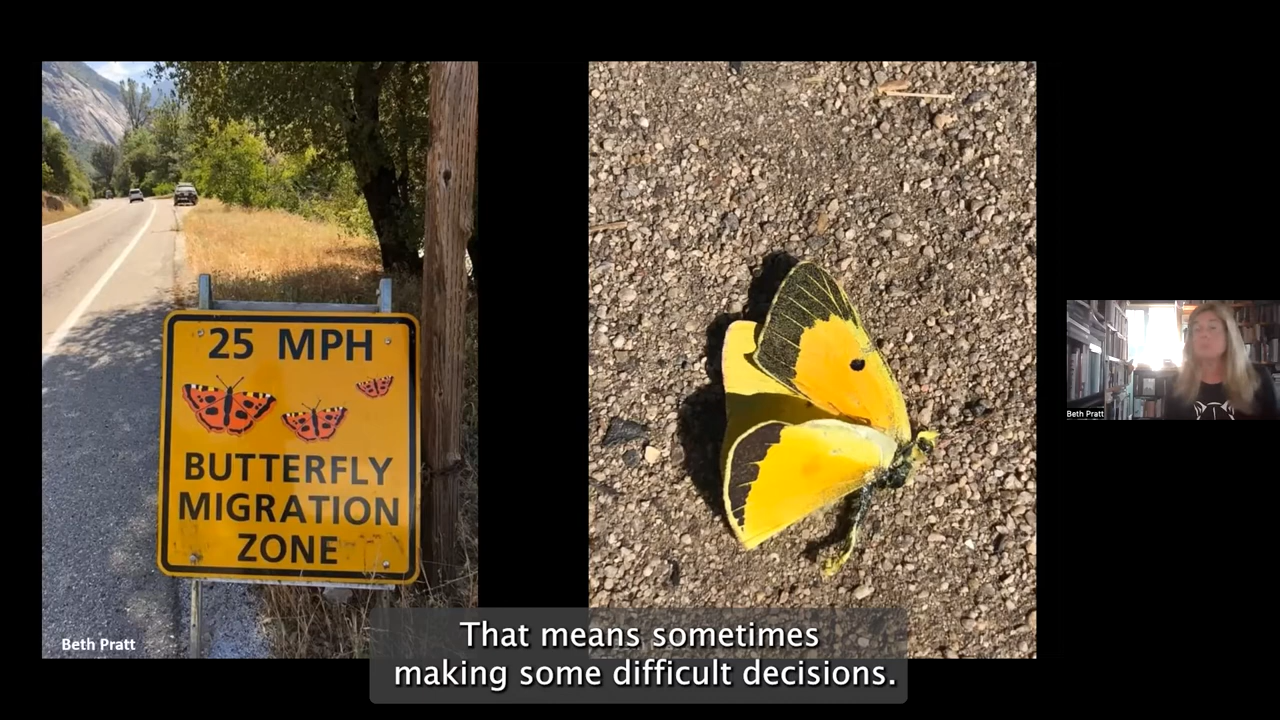 25 MPH
BUTTERFLY
MIGRATION
ZONE
Beth Pratt
That means sometimes
making some difficult decisions.
Beth Pratt